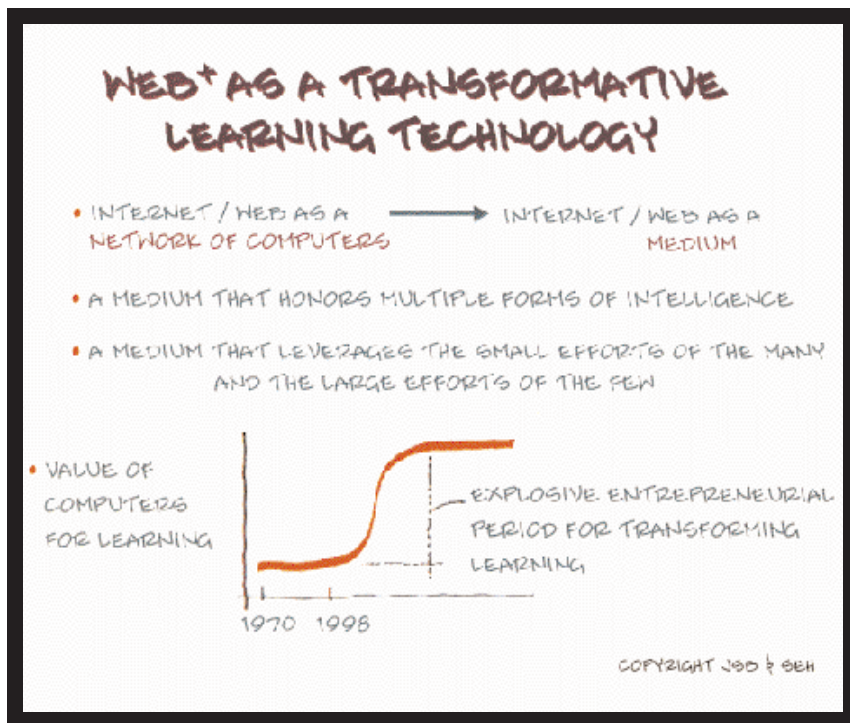 WEB+ AS A TRANSFORMATIVE
LEARNING TECHNOLOGY
• INTERNET / WEB AS A → INTERNET / WEB AS A
NETWORK OF COMPUTERS MEDIUM
• A MEDIUM THAT HONORS MULTIPLE FORMS OF INTELLIGENCE
• A MEDIUM THAT LEVERAGES THE SMALL EFFORTS OF THE MANY
AND THE LARGE EFFORTS OF THE FEW
• VALUE OF
COMPUTERS
FOR LEARNING
EXPLOSIVE ENTREPRENEURIAL
PERIOD FOR TRANSFORMING
LEARNING
1970 1998
COPYRIGHT JSB & SEH